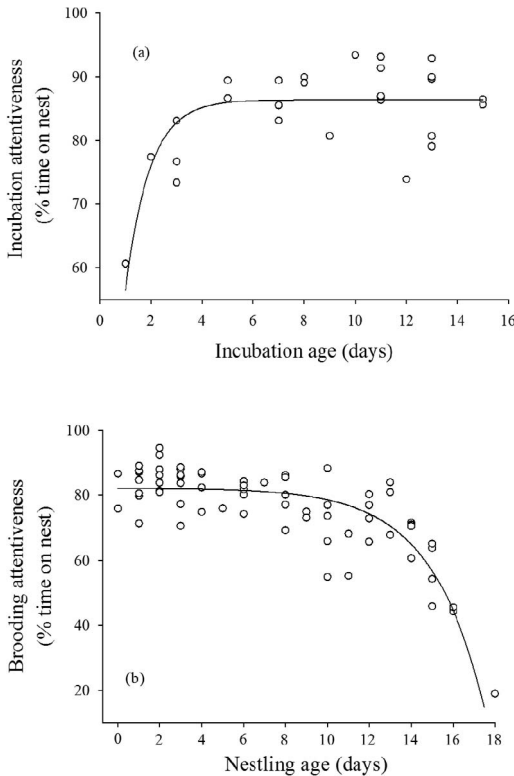 (a)
100
90
80
70
60
Incubation attentiveness
(% time on nest)
0 2 4 6 8 10 12 14 16
Incubation age (days)
100
80
60
40
20
Brooding attentiveness
(% time on nest)
(b)
0 2 4 6 8 10 12 14 16 18
Nestling age (days)